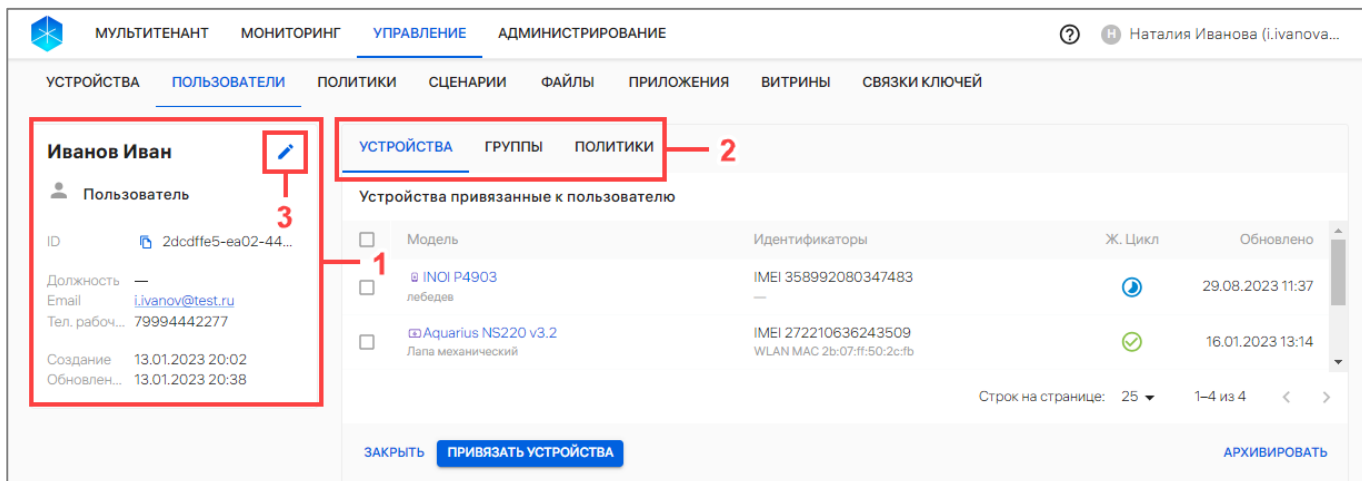 МУЛЬТИТЕНАНТ МОНИТОРИНГ УПРАВЛЕНИЕ АДМИНИСТРИРОВАНИЕ ? Н Наталия Иванова (i.ivanova...
УСТРОЙСТВА ПОЛЬЗОВАТЕЛИ ПОЛИТИКИ СЦЕНАРИИ ФАЙЛЫ ПРИЛОЖЕНИЯ ВИТРИНЫ СВЯЗКИ КЛЮЧЕЙ
Иванов Иван
Пользователь
3
ID 2dcdffe5-ea02-44...
1
Должность —
Email i.ivanov@test.ru
Тел. рабоч... 79994442277
Создание 13.01.2023 20:02
Обновлен... 13.01.2023 20:38
УСТРОЙСТВА ГРУППЫ ПОЛИТИКИ 2
Устройства привязанные к пользователю
Модель Идентификаторы Ж. Цикл Обновлено
INOI P4903 IMEI 358992080347483 29.08.2023 11:37
лебедев —
Aquarius NS220 v3.2 IMEI 272210636243509 16.01.2023 13:14
Лапа механический WLAN MAC 2b:07:ff:50:2c:fb
Строк на странице: 25 1–4 из 4
ЗАКРЫТЬ ПРИВЯЗАТЬ УСТРОЙСТВА АРХИВИРОВАТЬ